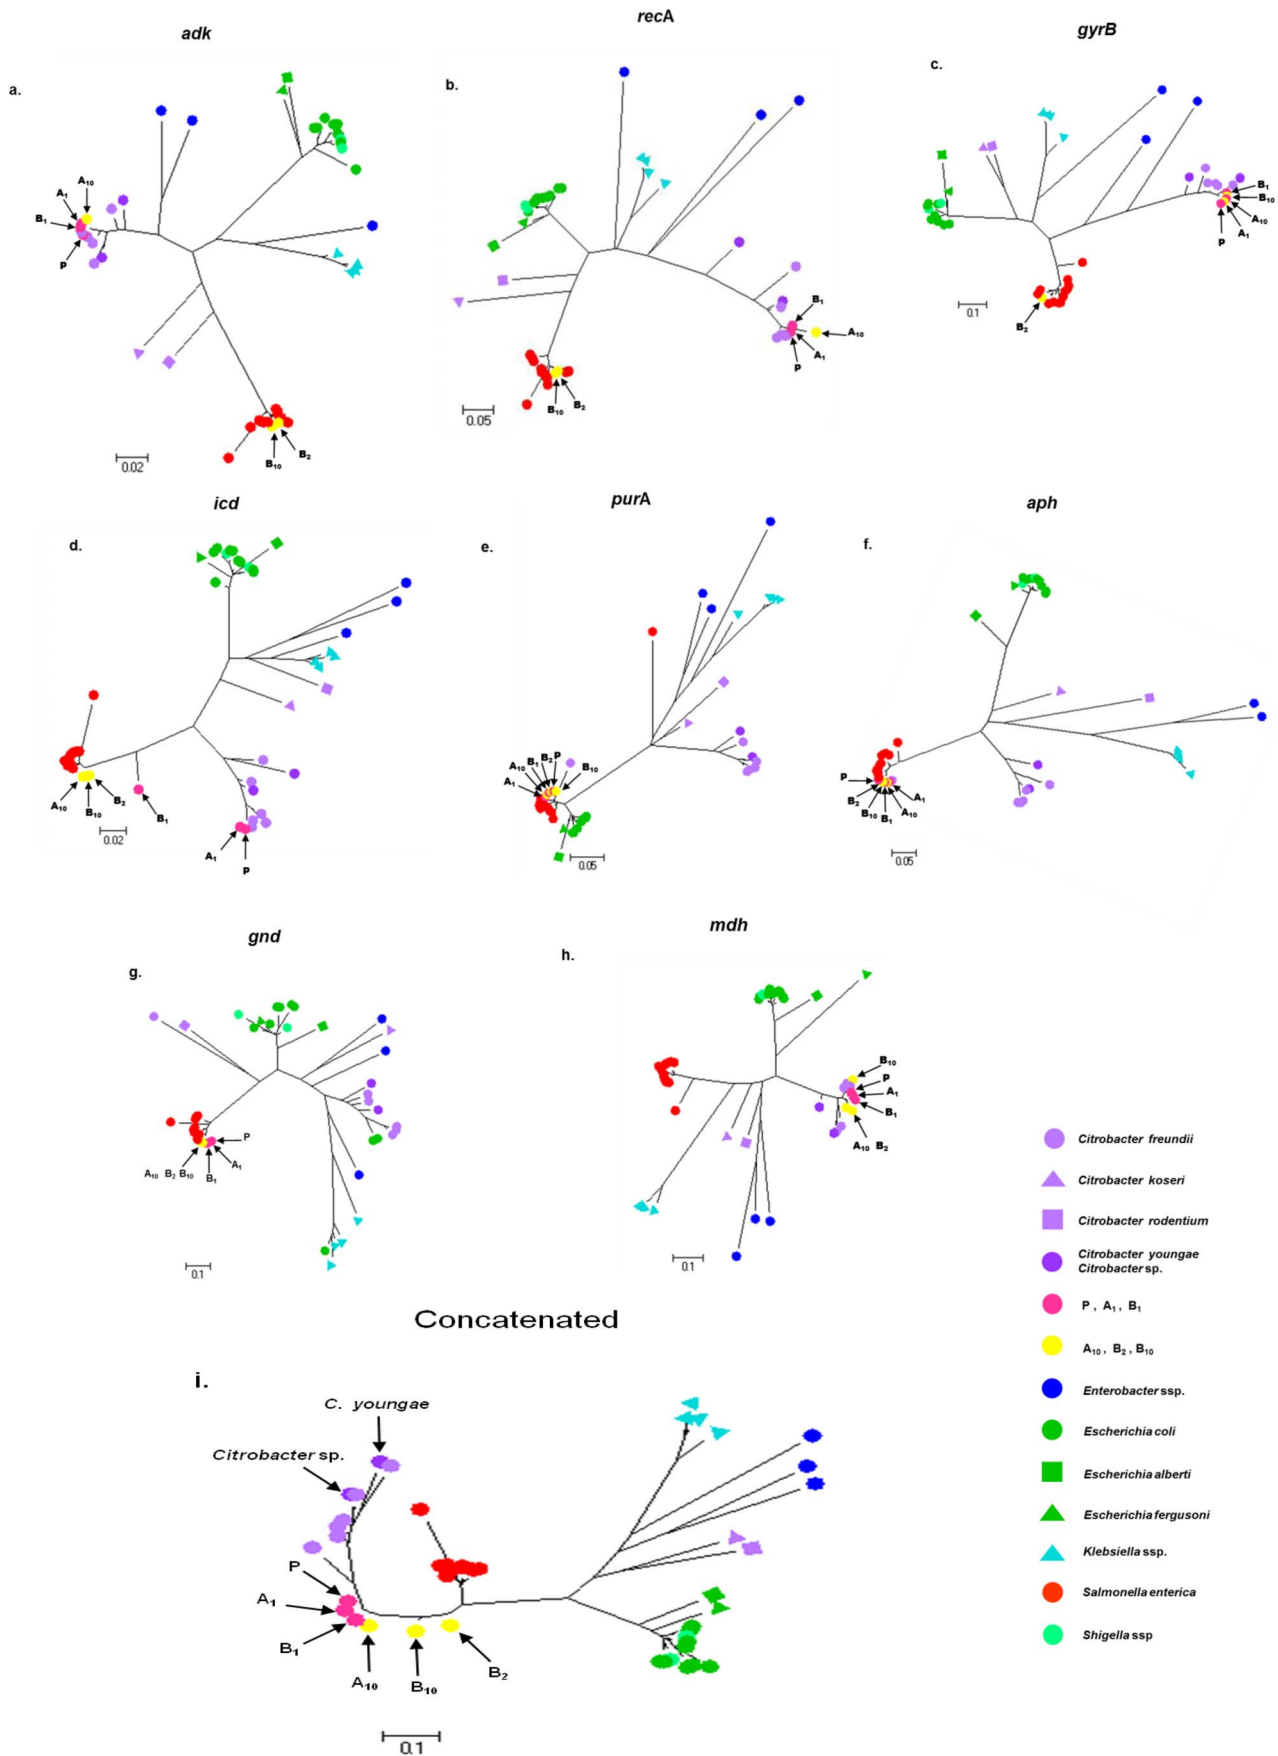 adk
recA
gyrB
a.
b.
c.
A₁
A₁₀
B₁
P
B₁₀
B₂
0.02
B₁
A₁₀
A₁
P
B₁₀
B₂
0.05
B₁
B₁₀
A₁₀
A₁
P
B₂
0.1
icd
purA
aph
d.
e.
f.
A₁₀
B₁₀
B₂
B₁
A₁
P
0.02
A₁₀ B₁ B₂ P
B₁₀
A₁
0.05
P
B₂
B₁₀ B₁
A₁₀
A₁
0.05
gnd
mdh
g.
h.
P
A₁
A₁₀ B₂ B₁₀
B₁
0.1
B₁₀
P
A₁
B₁
A₁₀ B₂
0.1
Citrobacter freundii
Citrobacter koseri
Citrobacter rodentium
Citrobacter youngae
Citrobacter sp.
P , A₁ , B₁
A₁₀ , B₂ , B₁₀
Enterobacter ssp.
Escherichia coli
Escherichia alberti
Escherichia fergusoni
Klebsiella ssp.
Salmonella enterica
Shigella ssp
Concatenated
i.
C. youngae
Citrobacter sp.
P
A₁
B₁
A₁₀
B₁₀
B₂
0.1